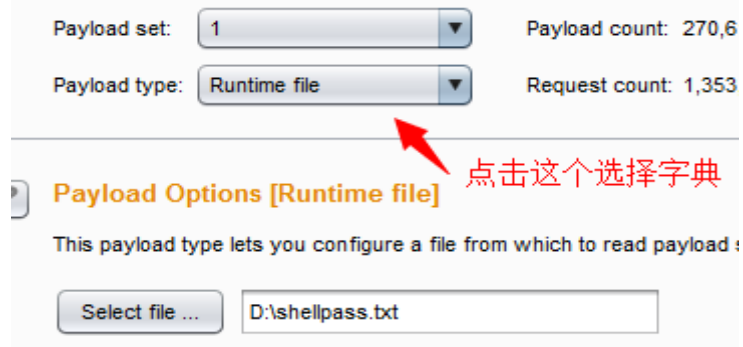 Payload set: 1 Payload count: 270,6
Payload type: Runtime file Request count: 1,353
点击这个选择字典
?
Payload Options [Runtime file]
This payload type lets you configure a file from which to read payload s
Select file ... D:\shellpass.txt